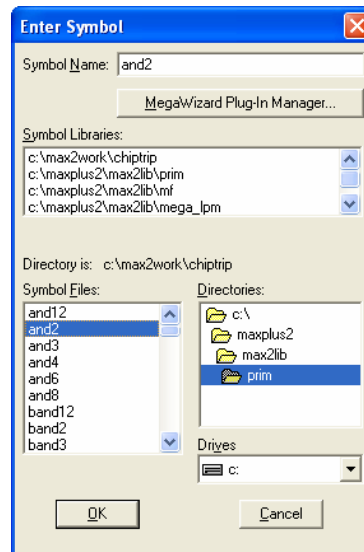 Enter Symbol
Symbol Name: and2
MegaWizard Plug-In Manager...
Symbol Libraries:
c:\max2work\chiptrip
c:\maxplus2\max2lib\prim
c:\maxplus2\max2lib\mf
c:\maxplus2\max2lib\mega_lpm
Directory is: c:\max2work\chiptrip
Symbol Files:
and12
and2
and3
and4
and6
and8
band12
band2
band3
Directories:
c:\
maxplus2
max2lib
prim
Drives
c:
OK
Cancel